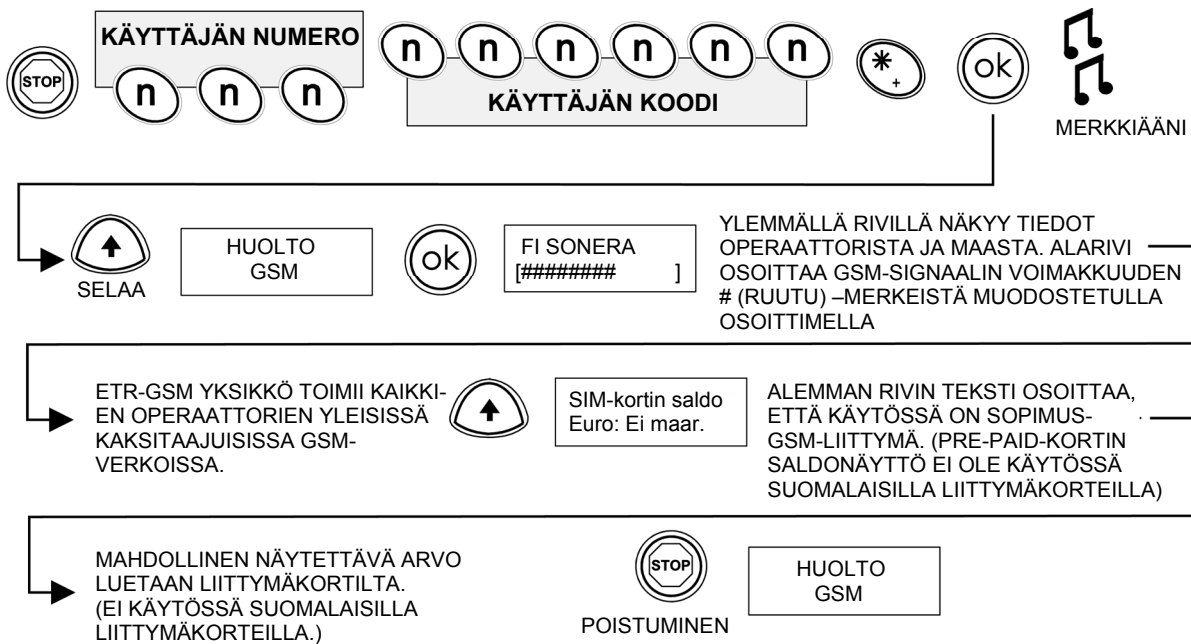 STOP
KÄYTTÄJÄN NUMERO
n n n
n n n n n n
KÄYTTÄJÄN KOODI
*+
ok
MERKKIÄÄNI
SELAA
HUOLTO
GSM
ok
FI SONERA
[######## ]
YLEMMÄLLÄ RIVILLÄ NÄKYY TIEDOT
OPERAATTORISTA JA MAASTA. ALARIVI
OSOITTAA GSM-SIGNAALIN VOIMAKKUUDEN
# (RUUTU) –MERKEISTÄ MUODOSTETULLA
OSOITTIMELLA
ETR-GSM YKSIKKÖ TOIMII KAIKKI-
EN OPERAATTORIEN YLEISISSÄ
KAKSITAAJUISISSA GSM-
VERKOISSA.
SIM-kortin saldo
Euro: Ei maar.
ALEMMAN RIVIN TEKSTI OSOITTAA,
ETTÄ KÄYTÖSSÄ ON SOPIMUS-
GSM-LIITTYMÄ. (PRE-PAID-KORTIN
SALDONÄYTTÖ EI OLE KÄYTÖSSÄ
SUOMALAISILLA LIITTYMÄKORTEILLA)
MAHDOLLINEN NÄYTETTÄVÄ ARVO
LUETAAN LIITTYMÄKORTILTA.
(EI KÄYTÖSSÄ SUOMALAISILLA
LIITTYMÄKORTEILLA.)
STOP
POISTUMINEN
HUOLTO
GSM